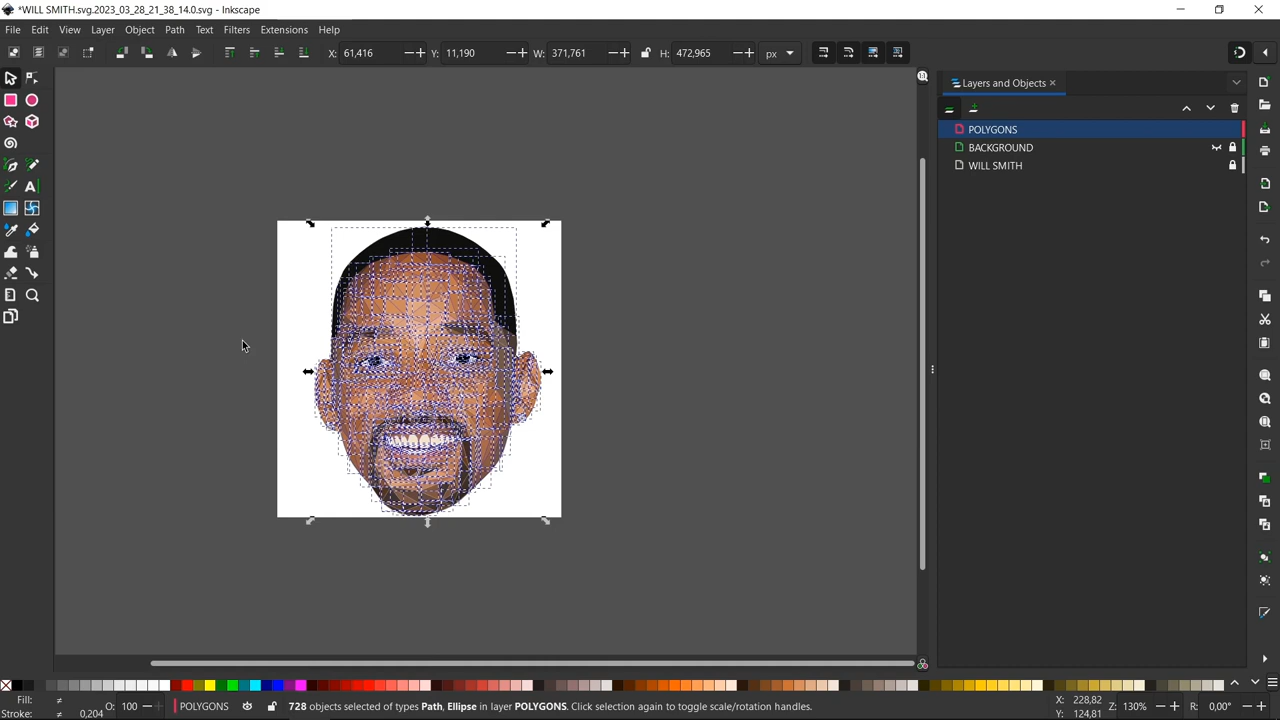 *WILL SMITH.svg.2023_03_28_21_38_14.0.svg - Inkscape
File Edit View Layer Object Path Text Filters Extensions Help
X: 61,416 Y: 11,190 W: 371,761 H: 472,965 px
Layers and Objects
POLYGONS
BACKGROUND
WILL SMITH
Fill: O: 100 POLYGONS 728 objects selected of types Path, Ellipse in layer POLYGONS. Click selection again to toggle scale/rotation handles. X: 228,82 Z: 130% R: 0,00°
Stroke: 0,204 Y: 124,81